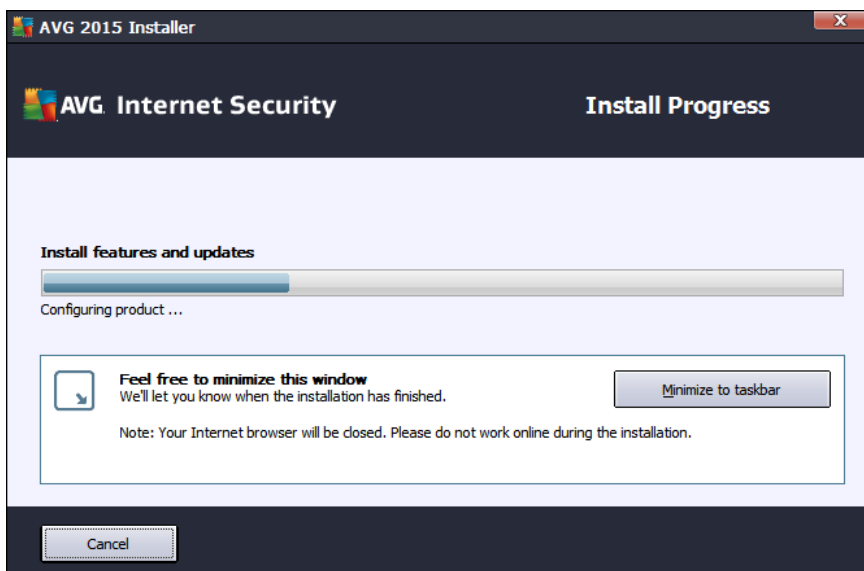 AVG 2015 Installer
AVG. Internet Security
Install Progress
Install features and updates
Configuring product ...
Feel free to minimize this window
We'll let you know when the installation has finished.
Minimize to taskbar
Note: Your Internet browser will be closed. Please do not work online during the installation.
Cancel